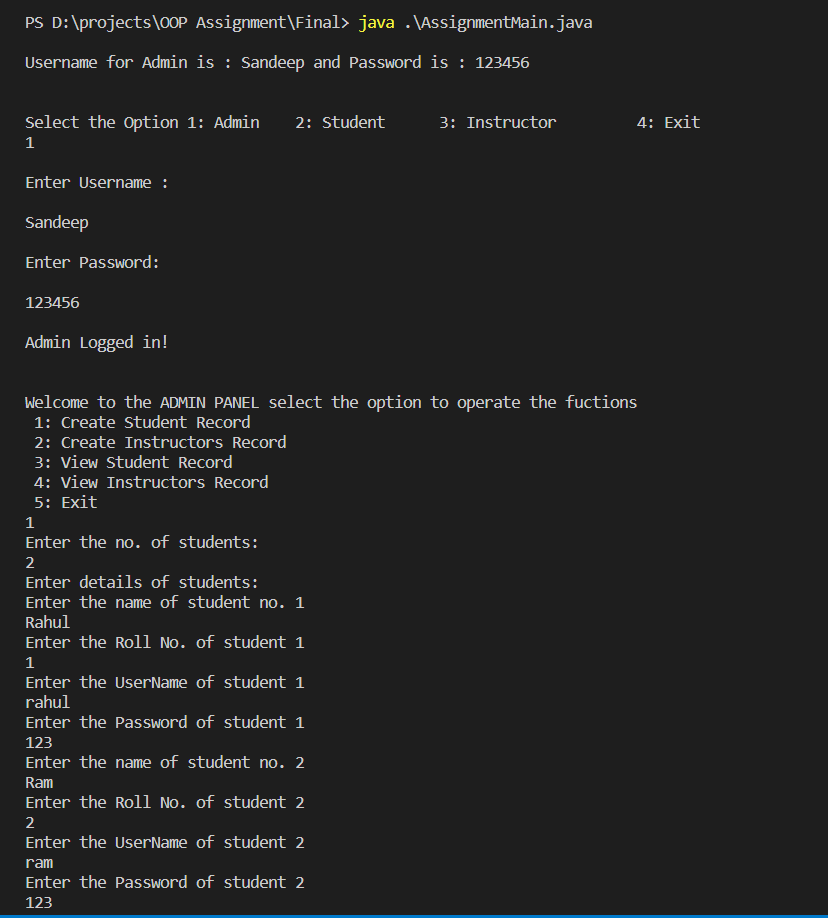 PS D:\projects\OOP Assignment\Final> java .\AssignmentMain.java
Username for Admin is : Sandeep and Password is : 123456
Select the Option 1: Admin    2: Student      3: Instructor         4: Exit
1
Enter Username :
Sandeep
Enter Password:
123456
Admin Logged in!
Welcome to the ADMIN PANEL select the option to operate the fuctions
1: Create Student Record
2: Create Instructors Record
3: View Student Record
4: View Instructors Record
5: Exit
1
Enter the no. of students:
2
Enter details of students:
Enter the name of student no. 1
Rahul
Enter the Roll No. of student 1
1
Enter the UserName of student 1
rahul
Enter the Password of student 1
123
Enter the name of student no. 2
Ram
Enter the Roll No. of student 2
2
Enter the UserName of student 2
ram
Enter the Password of student 2
123